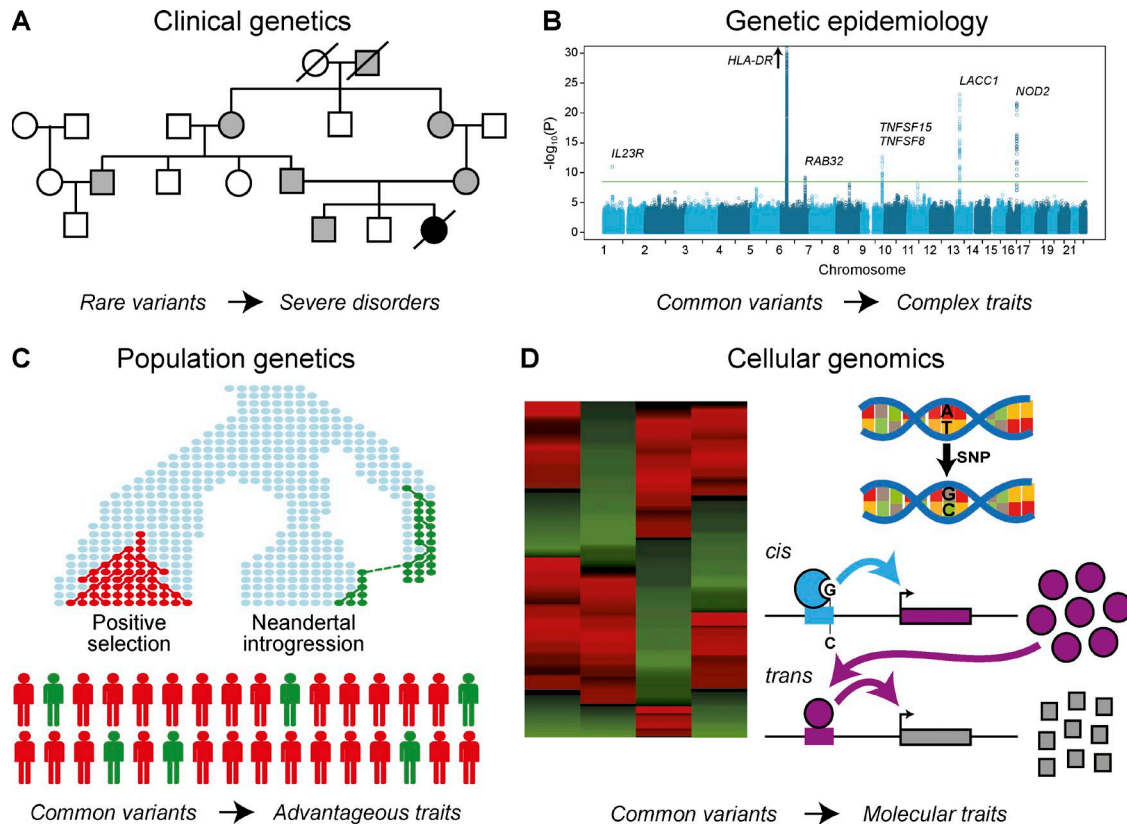 A Clinical genetics
Rare variants → Severe disorders
B Genetic epidemiology
30
25
20
15
10
5
0
-log10(P)
HLA-DR
LACC1
NOD2
TNFSF15
TNFSF8
IL23R
RAB32
1 2 3 4 5 6 7 8 9 10 11 12 13 14 15 16 17 19 21
Chromosome
Common variants → Complex traits
C Population genetics
Positive
selection
Neandertal
introgression
Common variants → Advantageous traits
D Cellular genomics
A
T
SNP
G
C
cis
G
C
trans
Common variants → Molecular traits